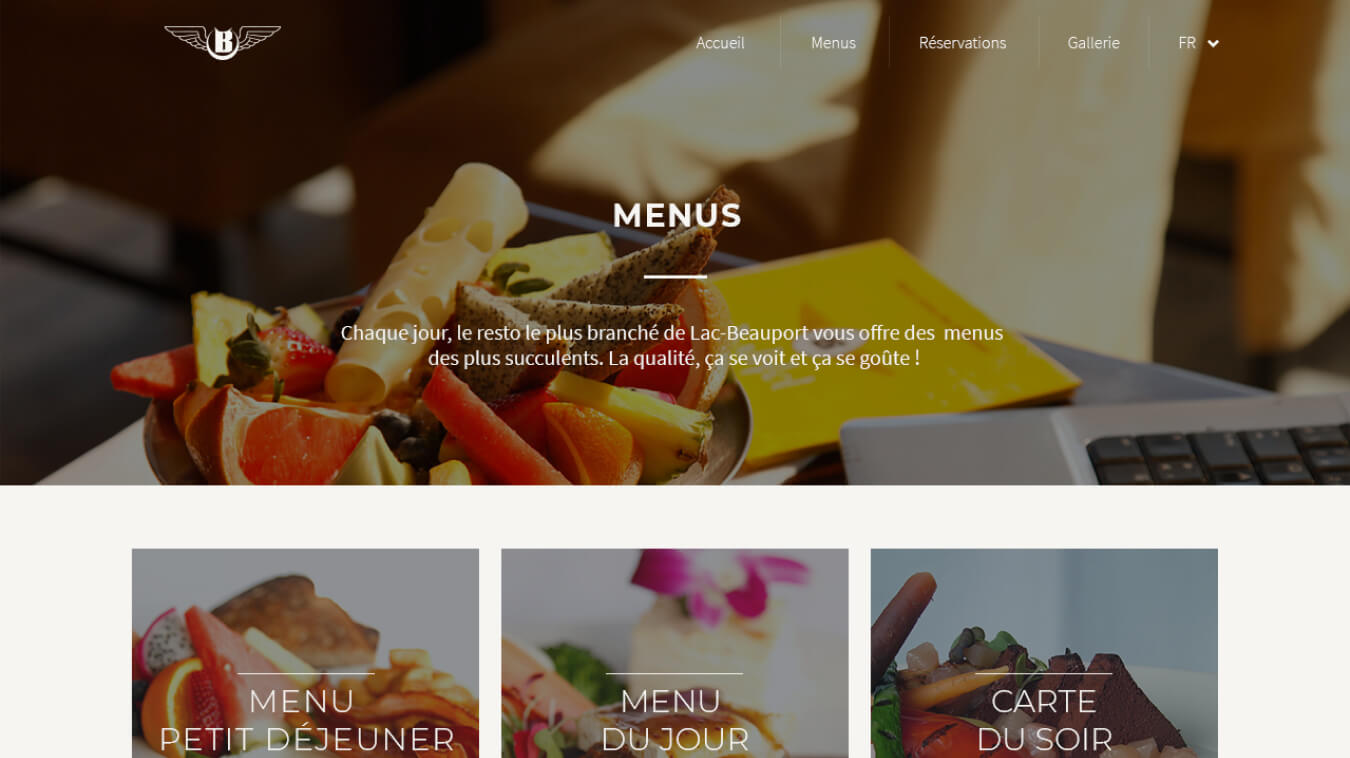 B
Accueil
Menus
Réservations
Gallerie
FR
MENUS
Chaque jour, le resto le plus branché de Lac-Beauport vous offre des menus
des plus succulents. La qualité, ça se voit et ça se goûte !
MENU
PETIT DÉJEUNER
MENU
DU JOUR
CARTE
DU SOIR